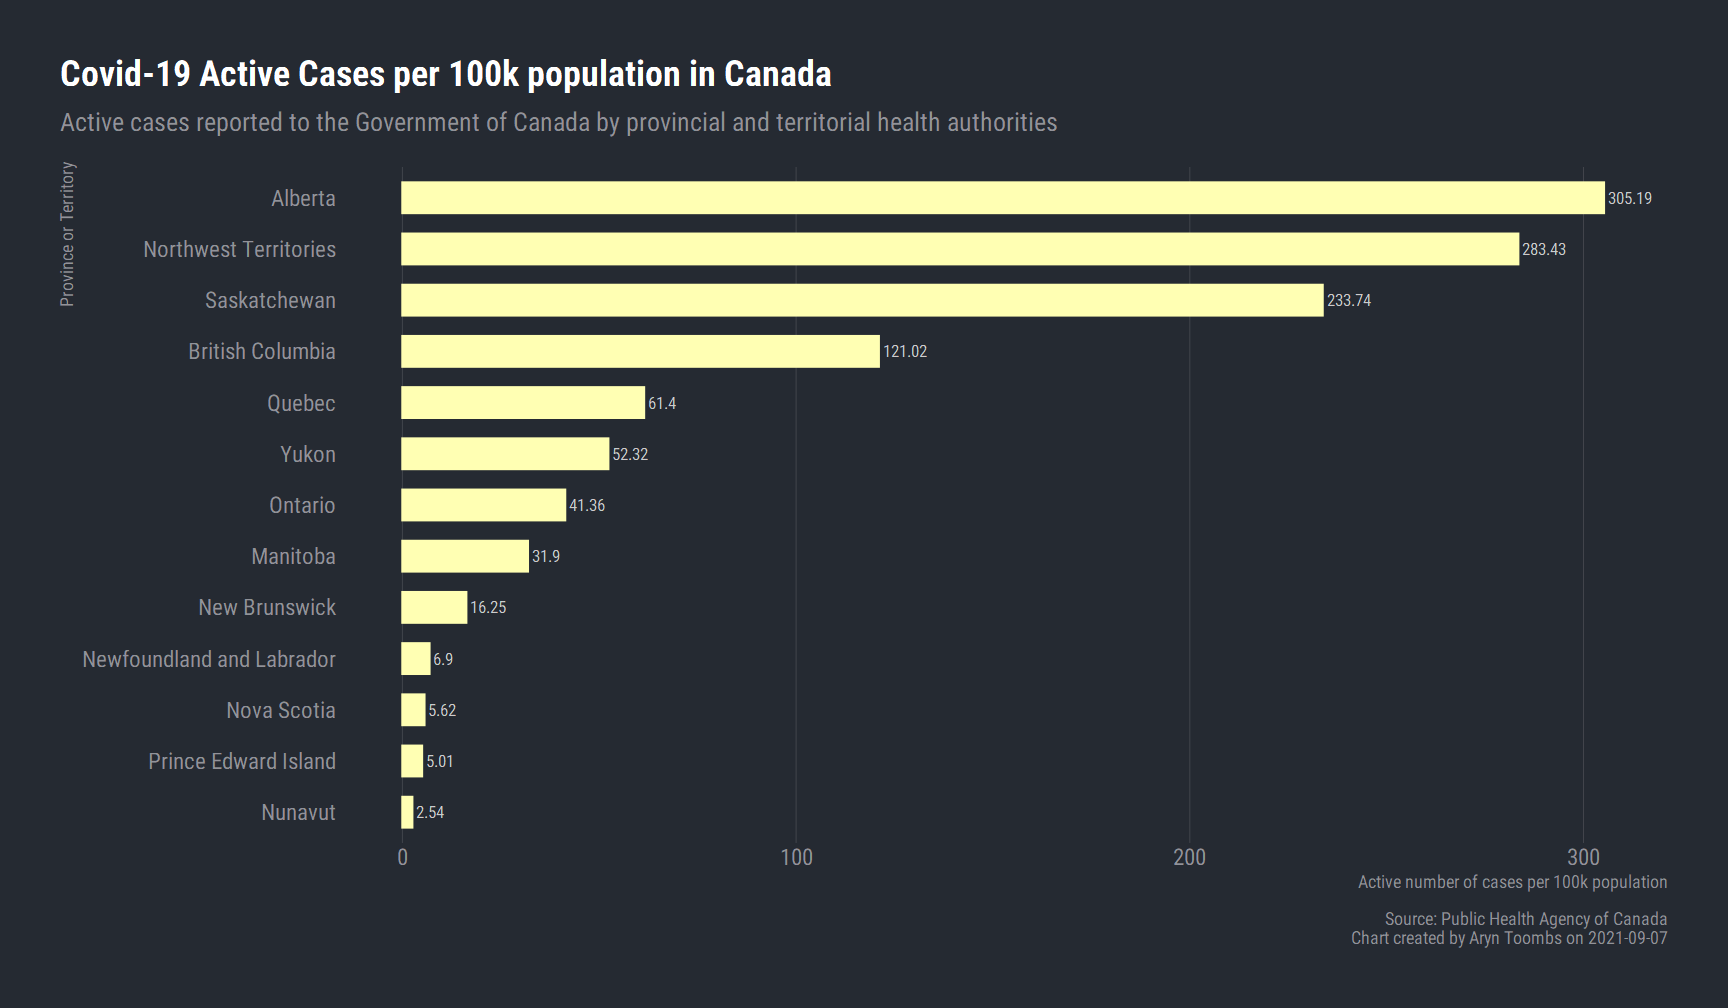 Covid-19 Active Cases per 100k population in Canada
Active cases reported to the Government of Canada by provincial and territorial health authorities
Province or Territory
Alberta 305.19
Northwest Territories 283.43
Saskatchewan 233.74
British Columbia 121.02
Quebec 61.4
Yukon 52.32
Ontario 41.36
Manitoba 31.9
New Brunswick 16.25
Newfoundland and Labrador 6.9
Nova Scotia 5.62
Prince Edward Island 5.01
Nunavut 2.54
0 100 200 300
Active number of cases per 100k population
Source: Public Health Agency of Canada
Chart created by Aryn Toombs on 2021-09-07